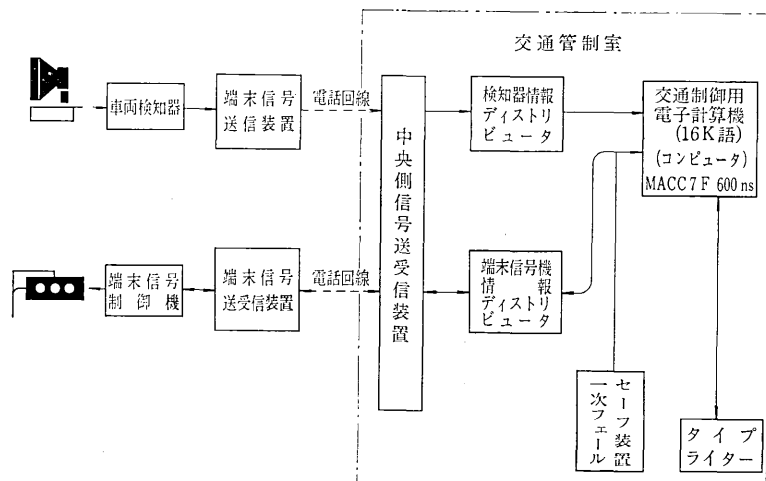 交通管制室
車両検知器
端末信号
送信装置
電話回線
中央側信号送受信装置
検知器情報
ディストリ
ビュータ
交通制御用
電子計算機
(16K語)
(コンピュータ)
MACC7F 600ns
端末信号
制御機
端末信号
送受信装置
電話回線
端末信号機
情報
ディストリ
ビュータ
一次フェール
セーフ装置
タイプ
ライター